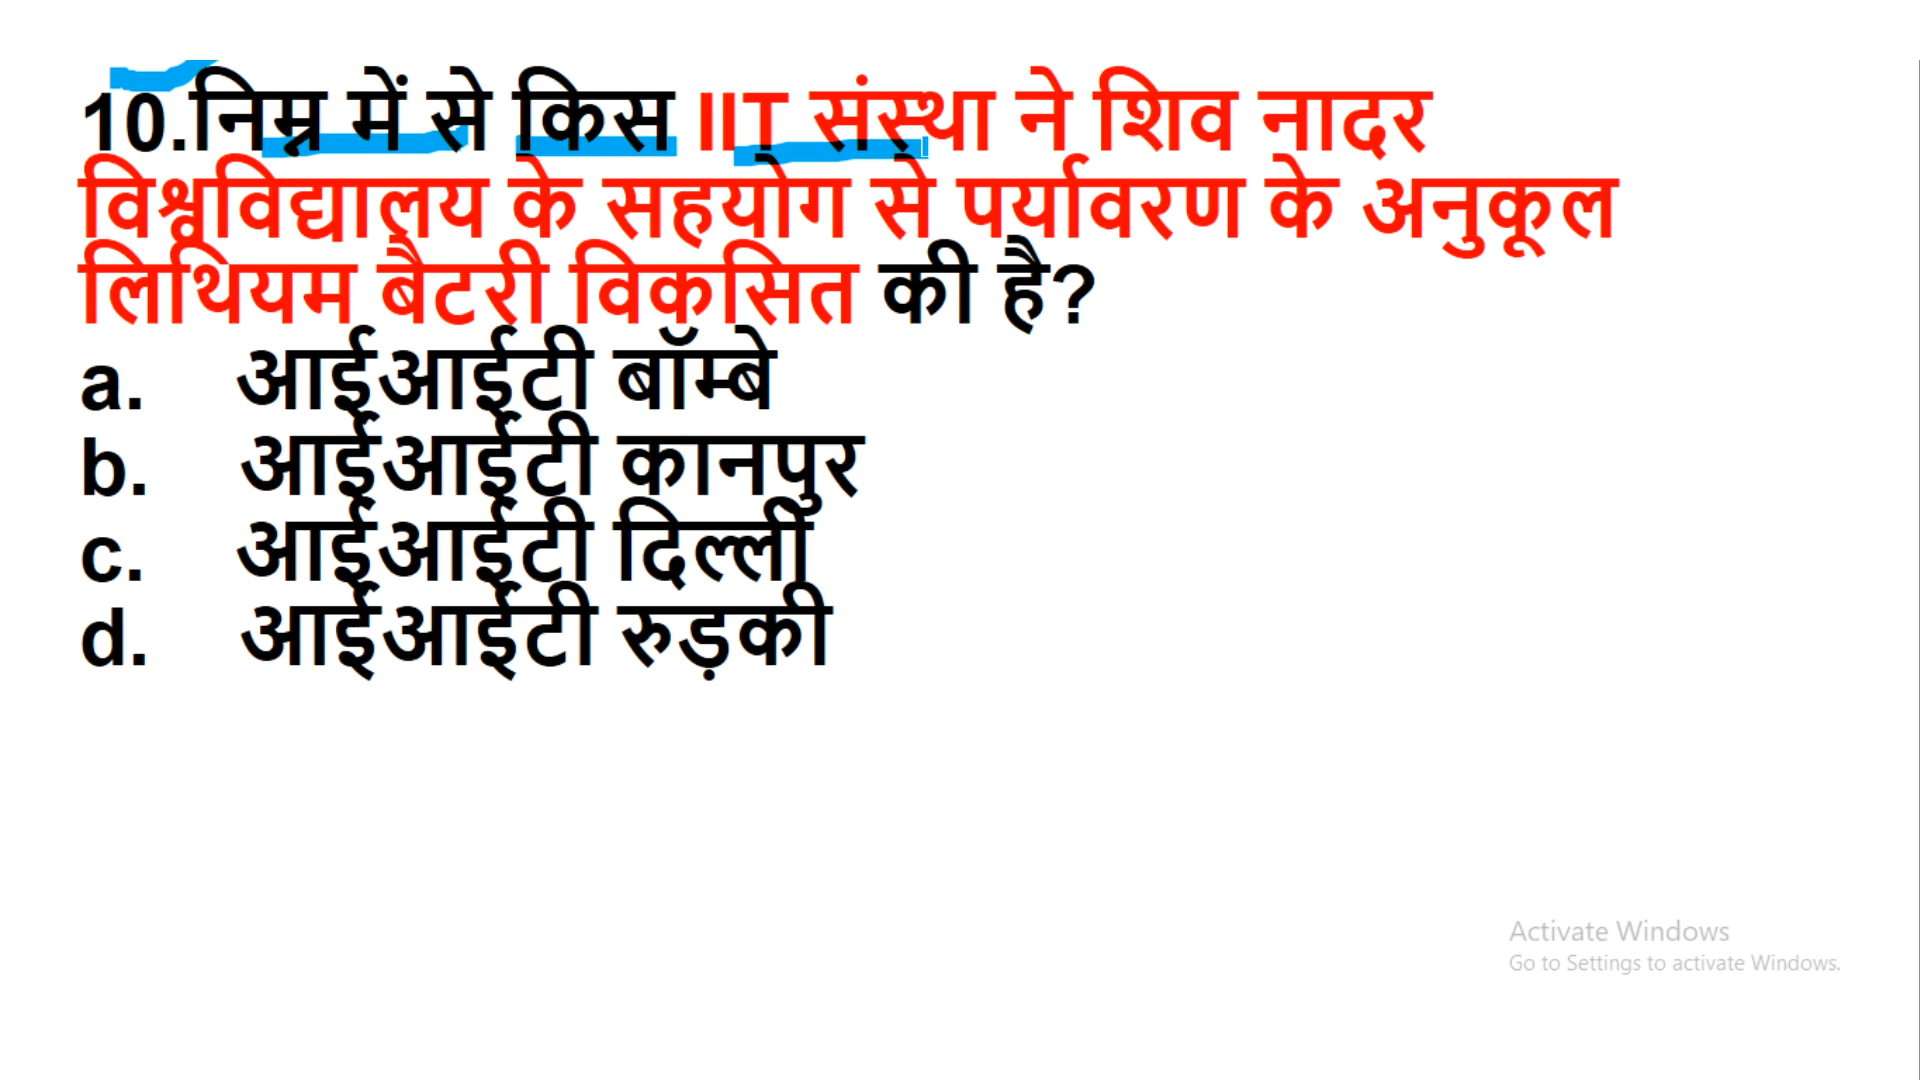 10.निम्न में से किस IIT संस्था ने शिव नादर
विश्वविद्यालय के सहयोग से पर्यावरण के अनुकूल
लिथियम बैटरी विकसित की है?
a. आईआईटी बॉम्बे
b. आईआईटी कानपुर
c. आईआईटी दिल्ली
d. आईआईटी रुड़की
Activate Windows
Go to Settings to activate Windows.